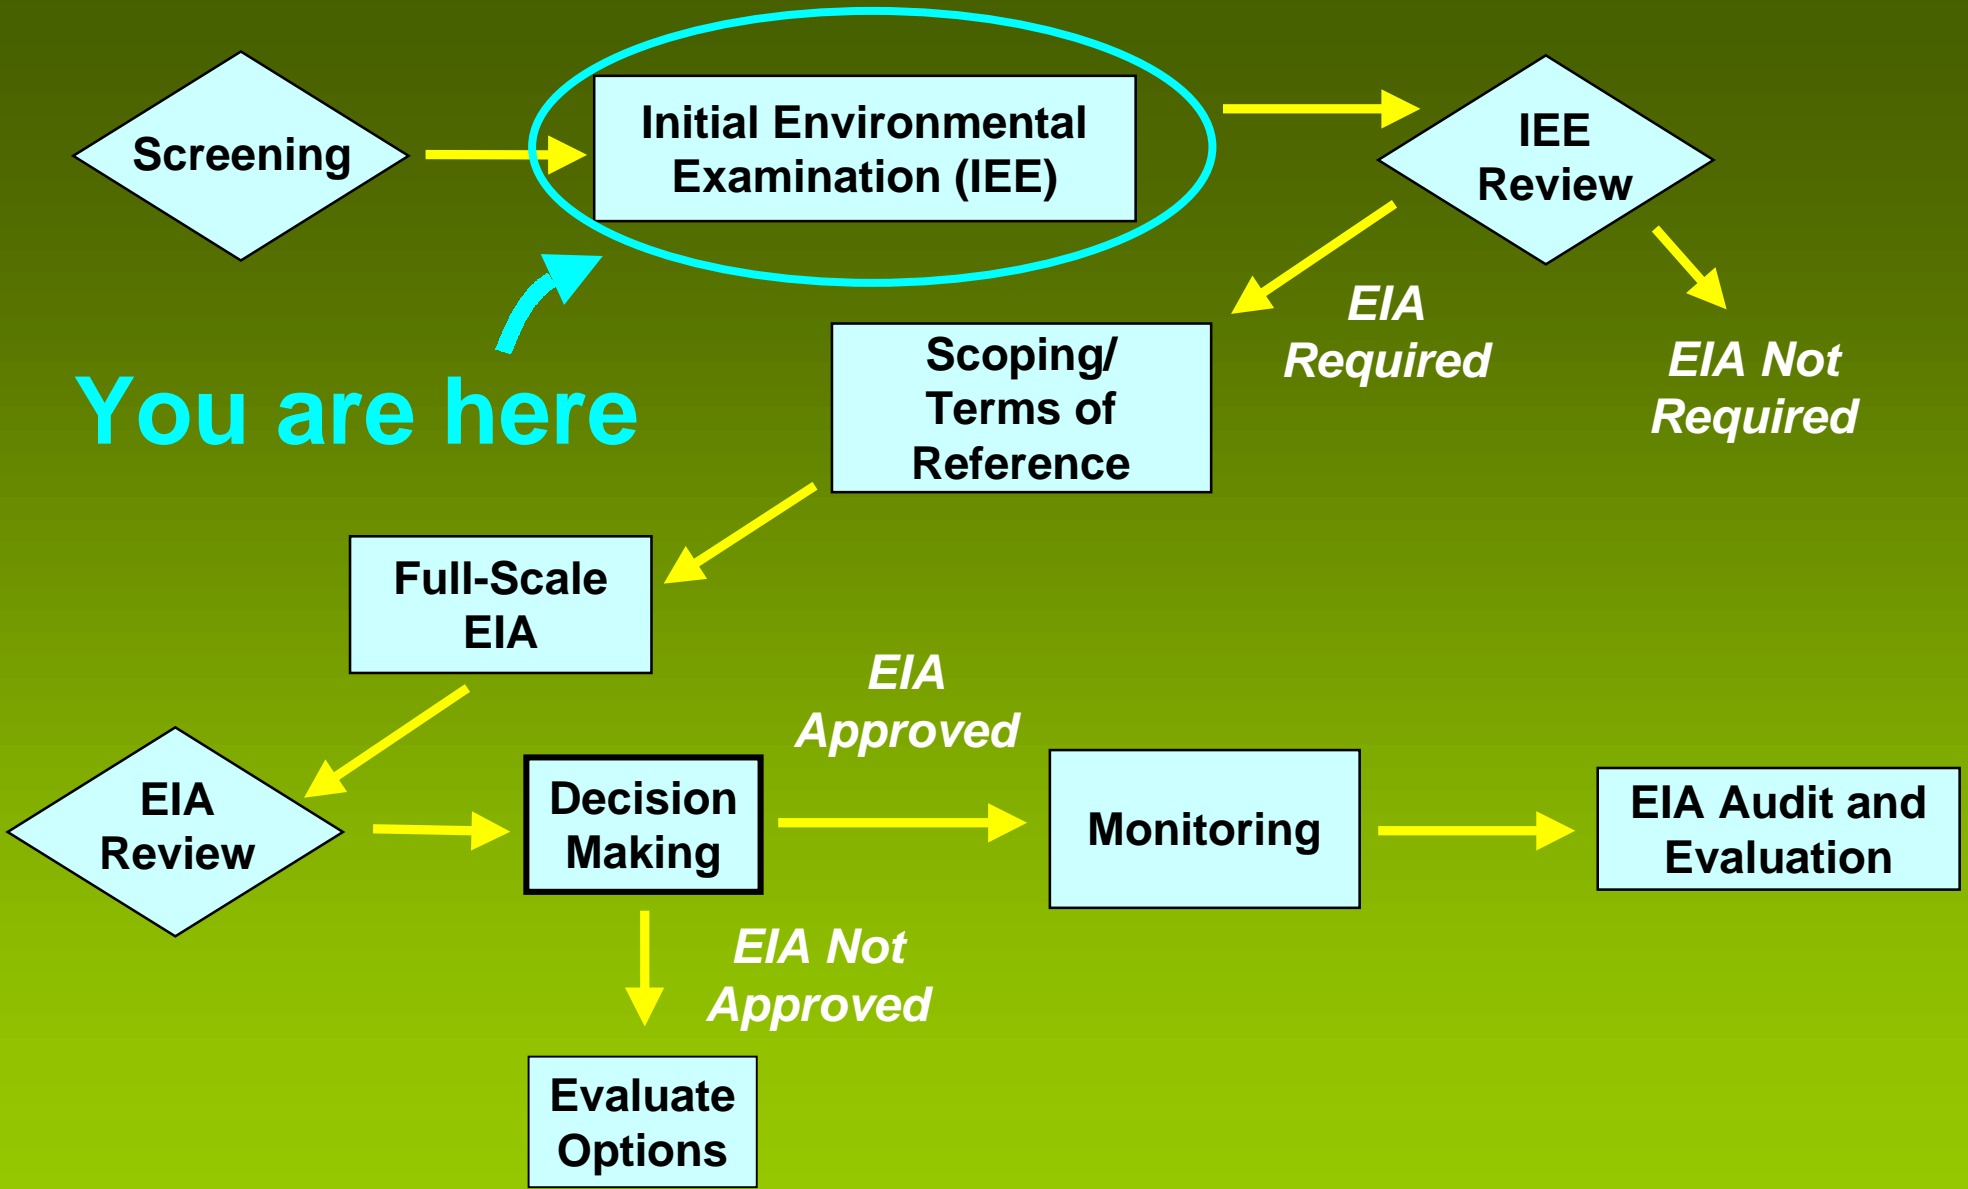 Screening
Initial Environmental
Examination (IEE)
IEE
Review
EIA
Required
EIA Not
Required
You are here
Scoping/
Terms of
Reference
Full-Scale
EIA
EIA
Review
Decision
Making
EIA
Approved
Monitoring
EIA Audit and
Evaluation
EIA Not
Approved
Evaluate
Options